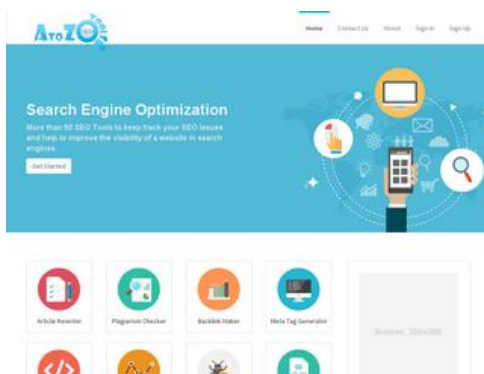 AToZ SEO Tools
Home Contact Us About Sign In Sign Up
Search Engine Optimization
More than 50 SEO Tools to keep track your SEO issues
and help to improve the visibility of a website in search
engines.
Get Started
Article Rewriter Plagiarism Checker Backlink Maker Meta Tag Generator
Banner 300x300